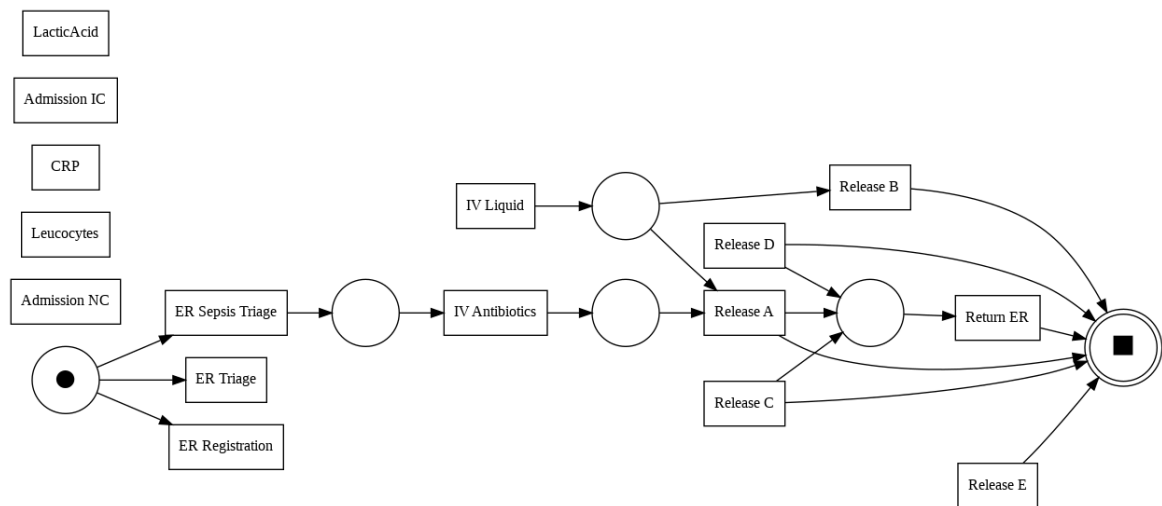 LacticAcid
Admission IC
CRP
Leucocytes
Admission NC
ER Sepsis Triage
ER Triage
ER Registration
IV Liquid
IV Antibiotics
Release B
Release D
Release A
Release C
Return ER
Release E